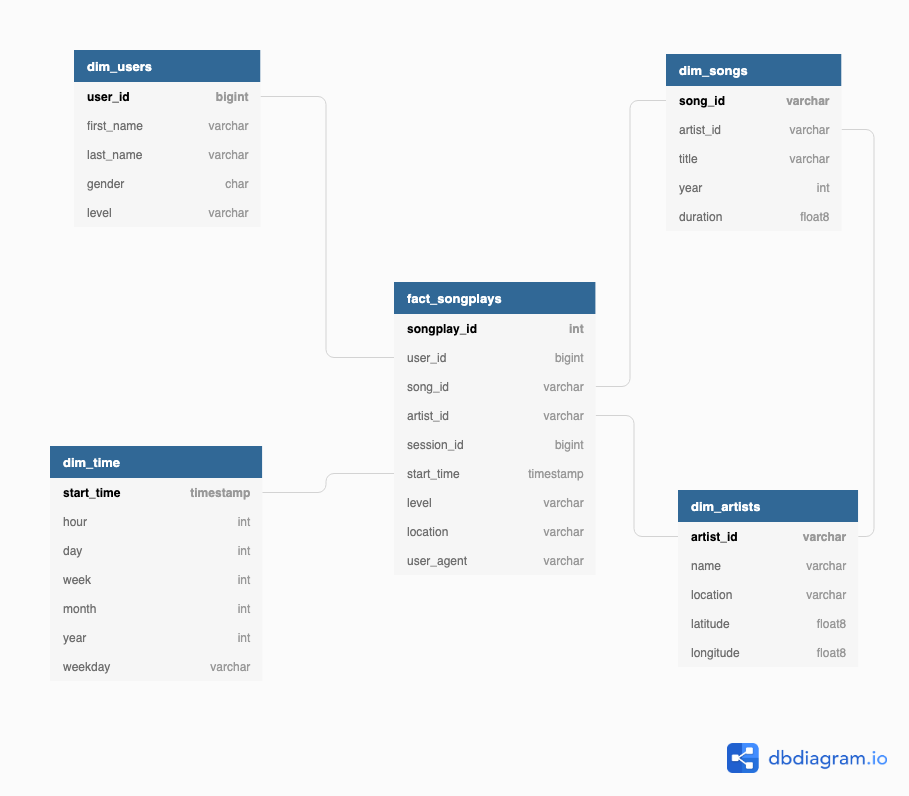 dim_users
user_id bigint
first_name varchar
last_name varchar
gender char
level varchar
dim_songs
song_id varchar
artist_id varchar
title varchar
year int
duration float8
fact_songplays
songplay_id int
user_id bigint
song_id varchar
artist_id varchar
session_id bigint
start_time timestamp
level varchar
location varchar
user_agent varchar
dim_time
start_time timestamp
hour int
day int
week int
month int
year int
weekday varchar
dim_artists
artist_id varchar
name varchar
location varchar
latitude float8
longitude float8
dbdiagram.io